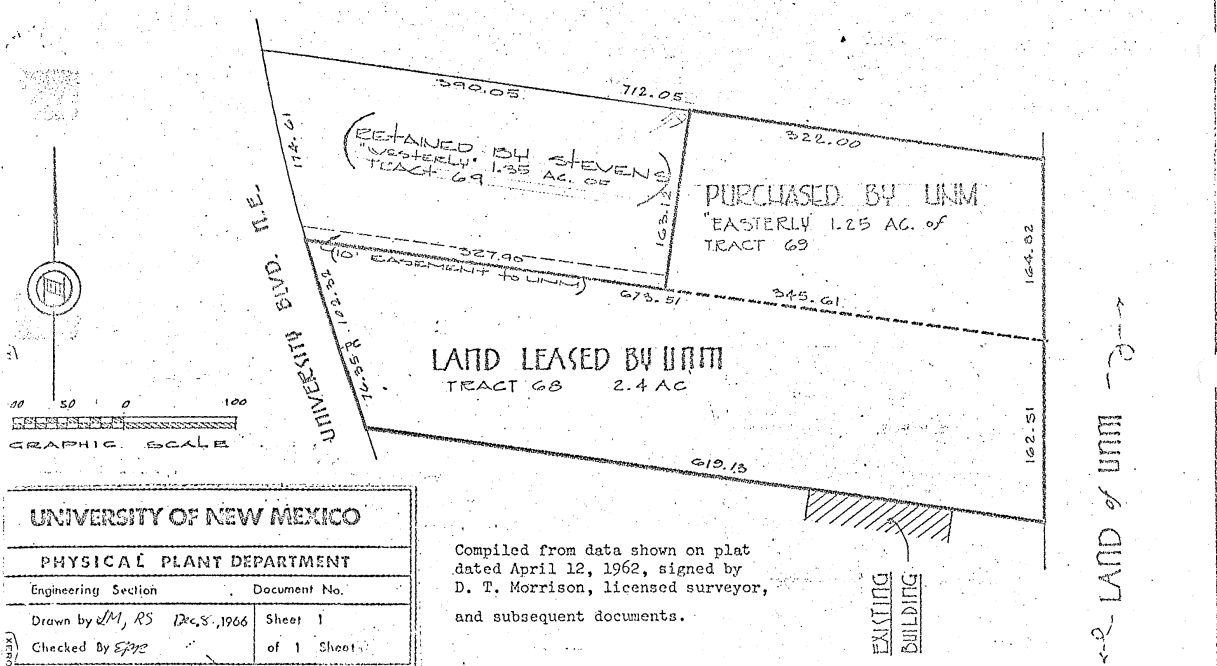 390.05
712.05
322.00
174.61
(RETAINED BY STEVENS)
"WESTERLY" 1.35 AC. OF
TRACT 69
163.12
PURCHASED BY UNM
"EASTERLY" 1.25 AC. of
TRACT 69
164.82
UNIVERSITY BLVD. N.E.
327.90
(10' EASEMENT to UNM)
673.51
345.61
102.32
76.35
LAND LEASED BY UNM
TRACT 68 2.4 AC
162.51
619.13
50 0 100
GRAPHIC SCALE
LAND of UNM
EXISTING
BUILDING
UNIVERSITY OF NEW MEXICO
PHYSICAL PLANT DEPARTMENT
Engineering Section Document No.
Drawn by JM, RS Dec, 8, 1966 Sheet 1
Checked By of 1 Sheets
Compiled from data shown on plat
dated April 12, 1962, signed by
D. T. Morrison, licensed surveyor,
and subsequent documents.